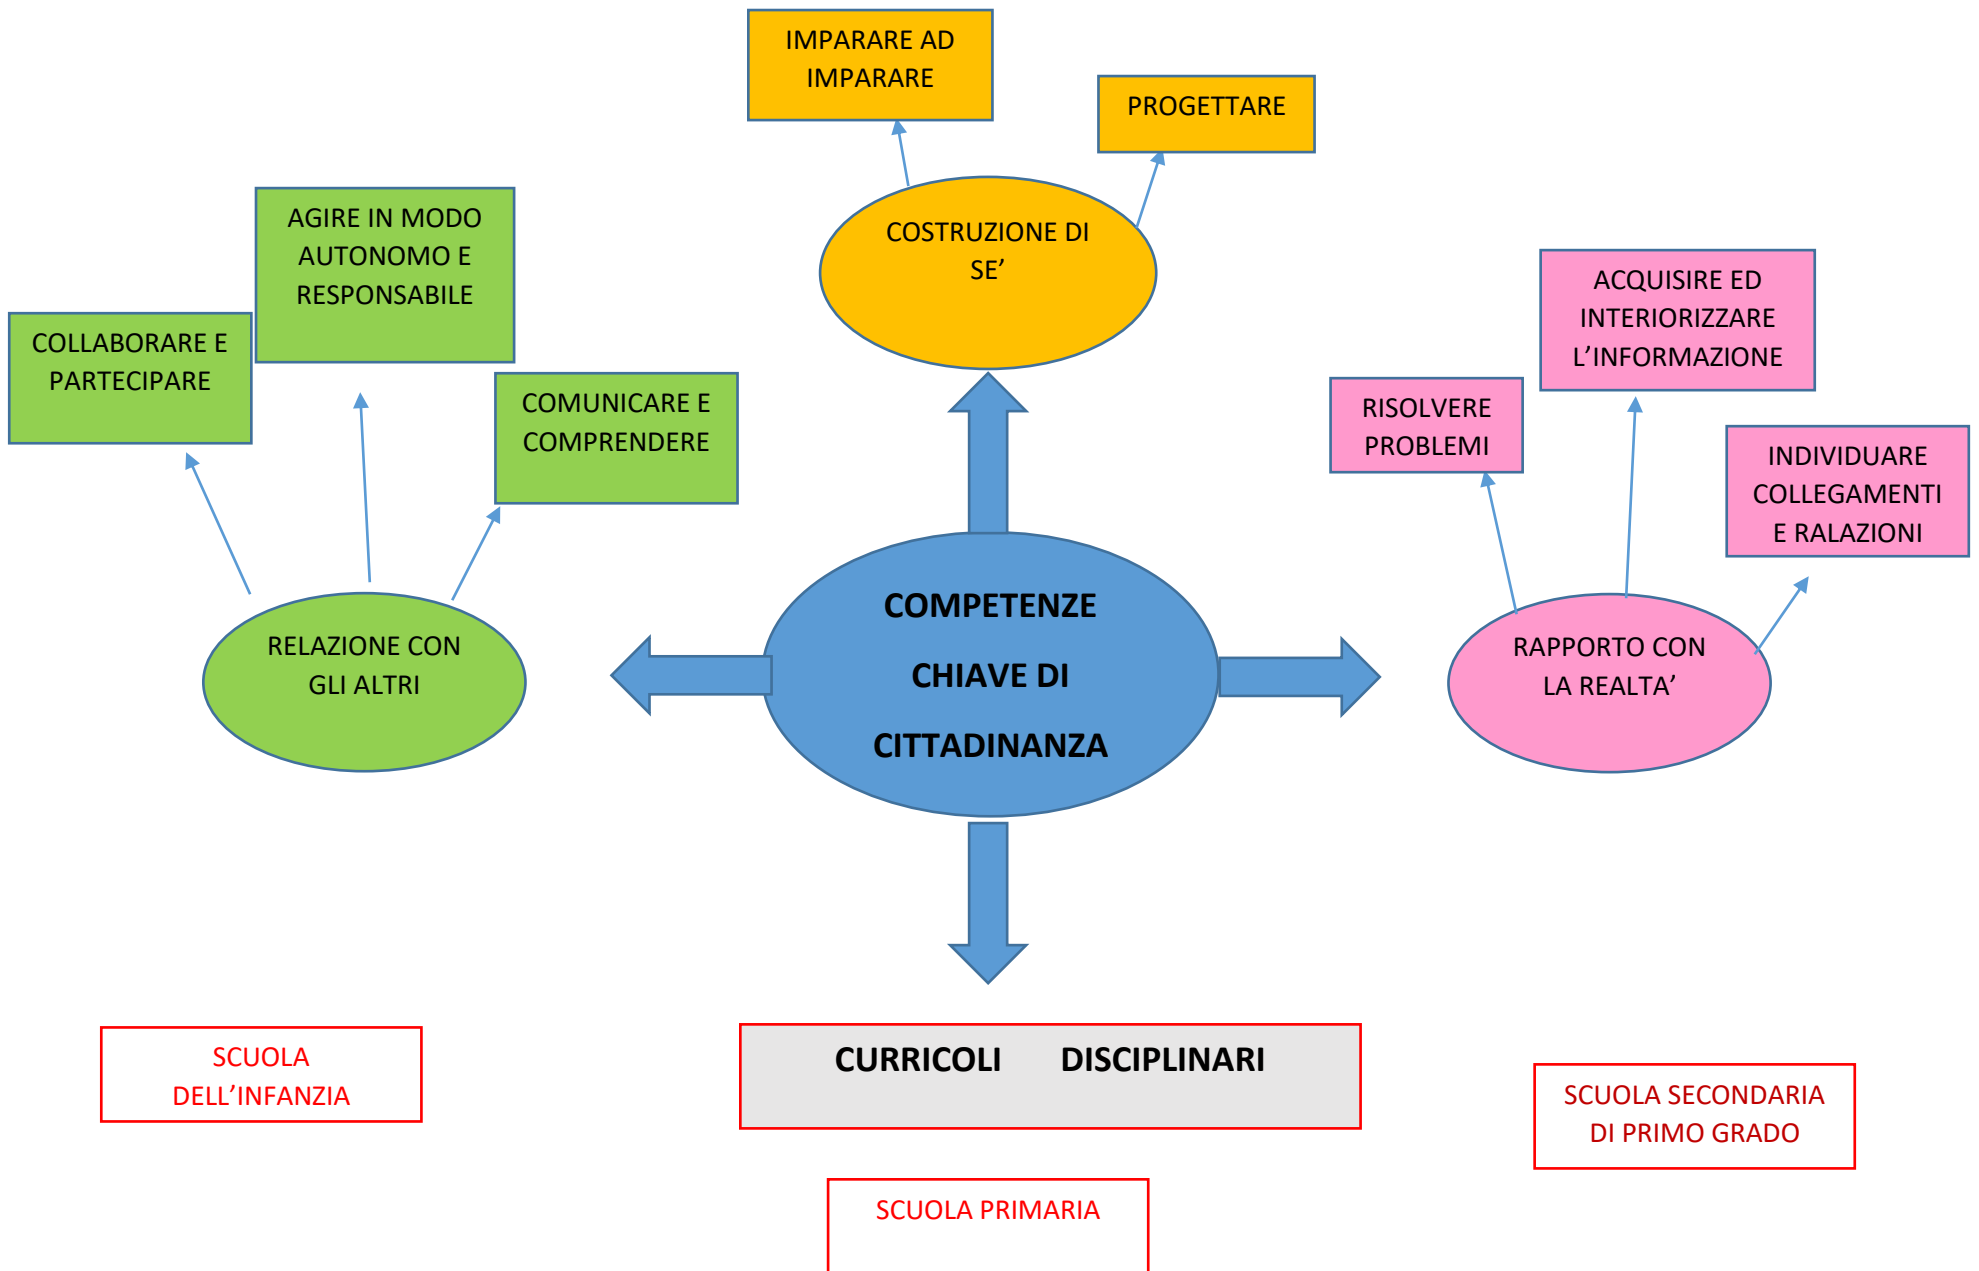 IMPARARE AD
IMPARARE
PROGETTARE
COSTRUZIONE DI
SE’
AGIRE IN MODO
AUTONOMO E
RESPONSABILE
COLLABORARE E
PARTECIPARE
COMUNICARE E
COMPRENDERE
RELAZIONE CON
GLI ALTRI
ACQUISIRE ED
INTERIORIZZARE
L’INFORMAZIONE
RISOLVERE
PROBLEMI
INDIVIDUARE
COLLEGAMENTI
E RALAZIONI
RAPPORTO CON
LA REALTA’
COMPETENZE
CHIAVE DI
CITTADINANZA
SCUOLA
DELL’INFANZIA
CURRICOLI DISCIPLINARI
SCUOLA SECONDARIA
DI PRIMO GRADO
SCUOLA PRIMARIA